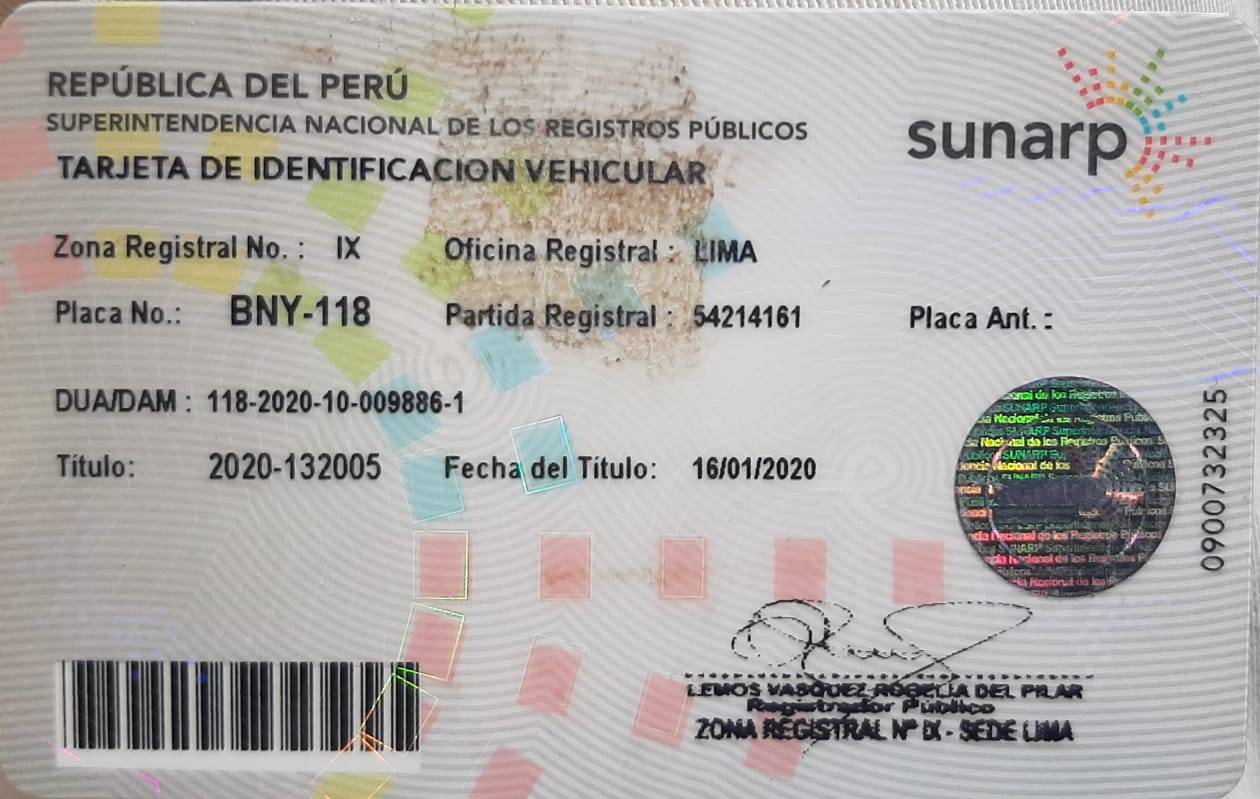 REPÚBLICA DEL PERÚ
SUPERINTENDENCIA NACIONAL DE LOS REGISTROS PÚBLICOS
TARJETA DE IDENTIFICACION VEHICULAR
sunarp
Zona Registral No. : IX Oficina Registral : LIMA
Placa No.: BNY-118 Partida Registral : 54214161 Placa Ant. :
DUA/DAM : 118-2020-10-009886-1
Título: 2020-132005 Fecha del Título: 16/01/2020
0900732325
LEMOS VASQUEZ ROGELIA DEL PILAR
Registrador Público
ZONA REGISTRAL Nº IX - SEDE LIMA